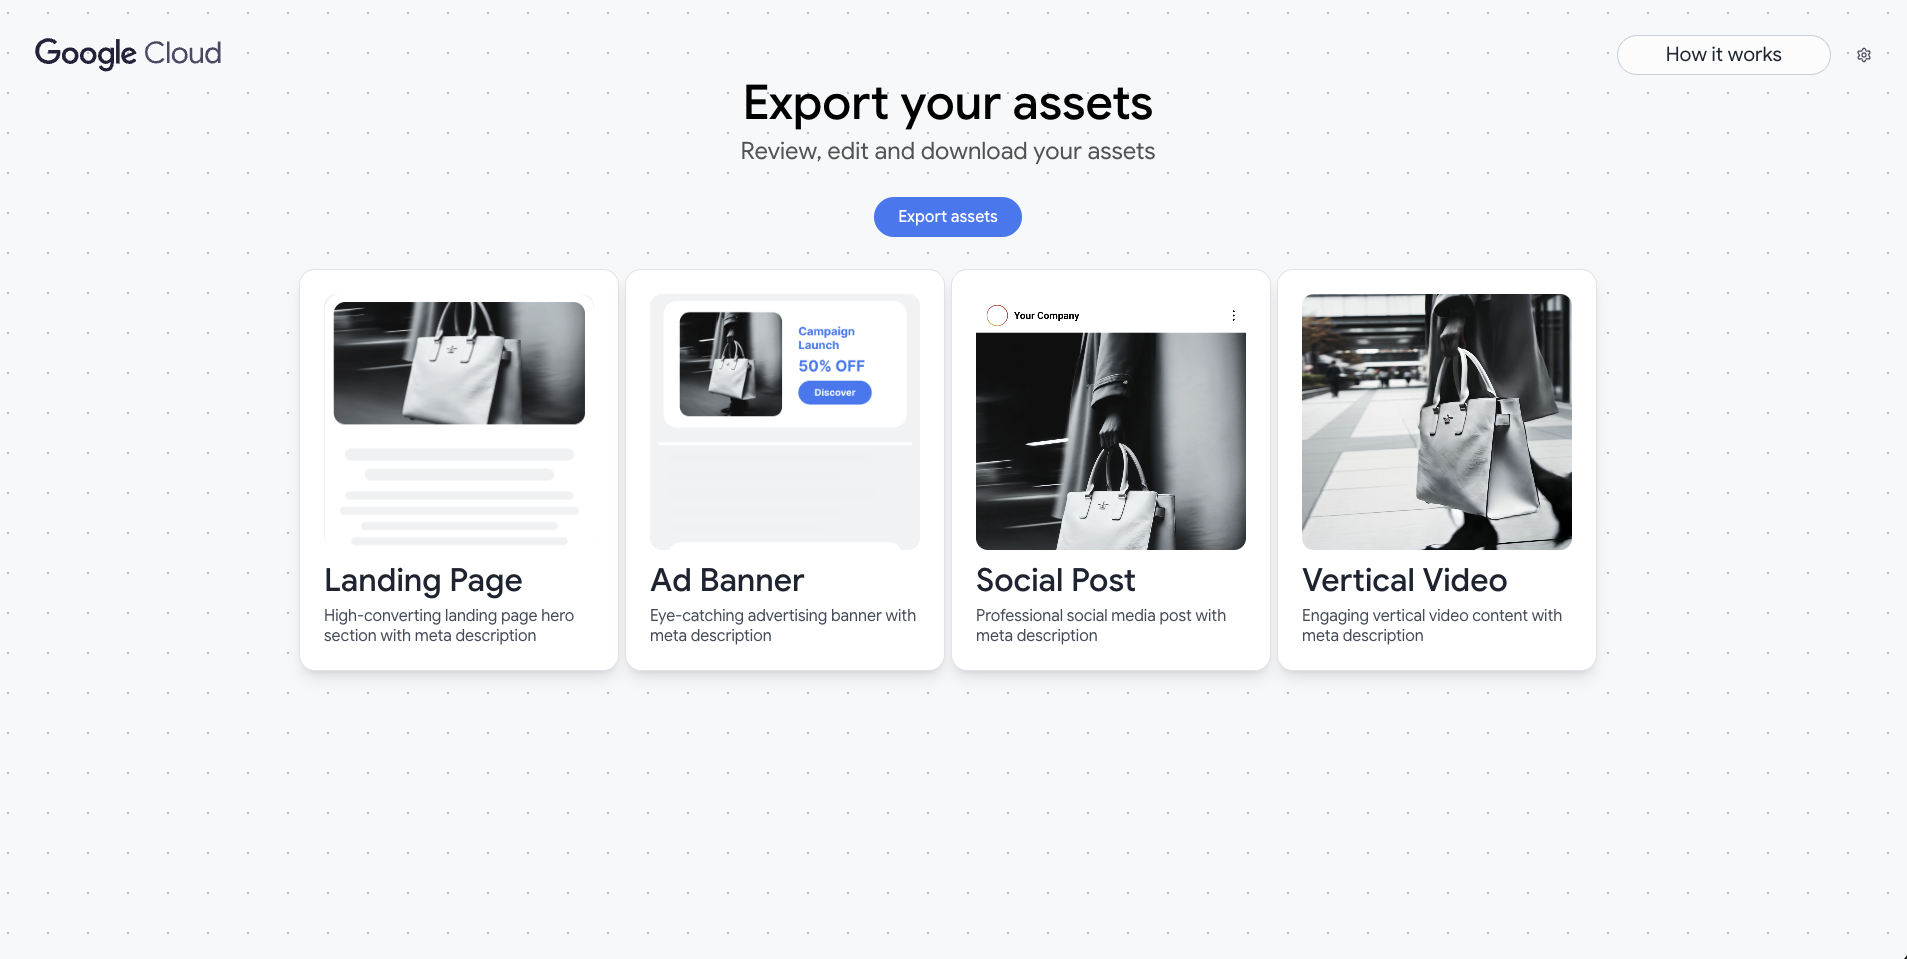 Google Cloud
How it works
Export your assets
Review, edit and download your assets
Export assets
Campaign
Launch
50% OFF
Discover
Your Company
Landing Page
High-converting landing page hero
section with meta description
Ad Banner
Eye-catching advertising banner with
meta description
Social Post
Professional social media post with
meta description
Vertical Video
Engaging vertical video content with
meta description